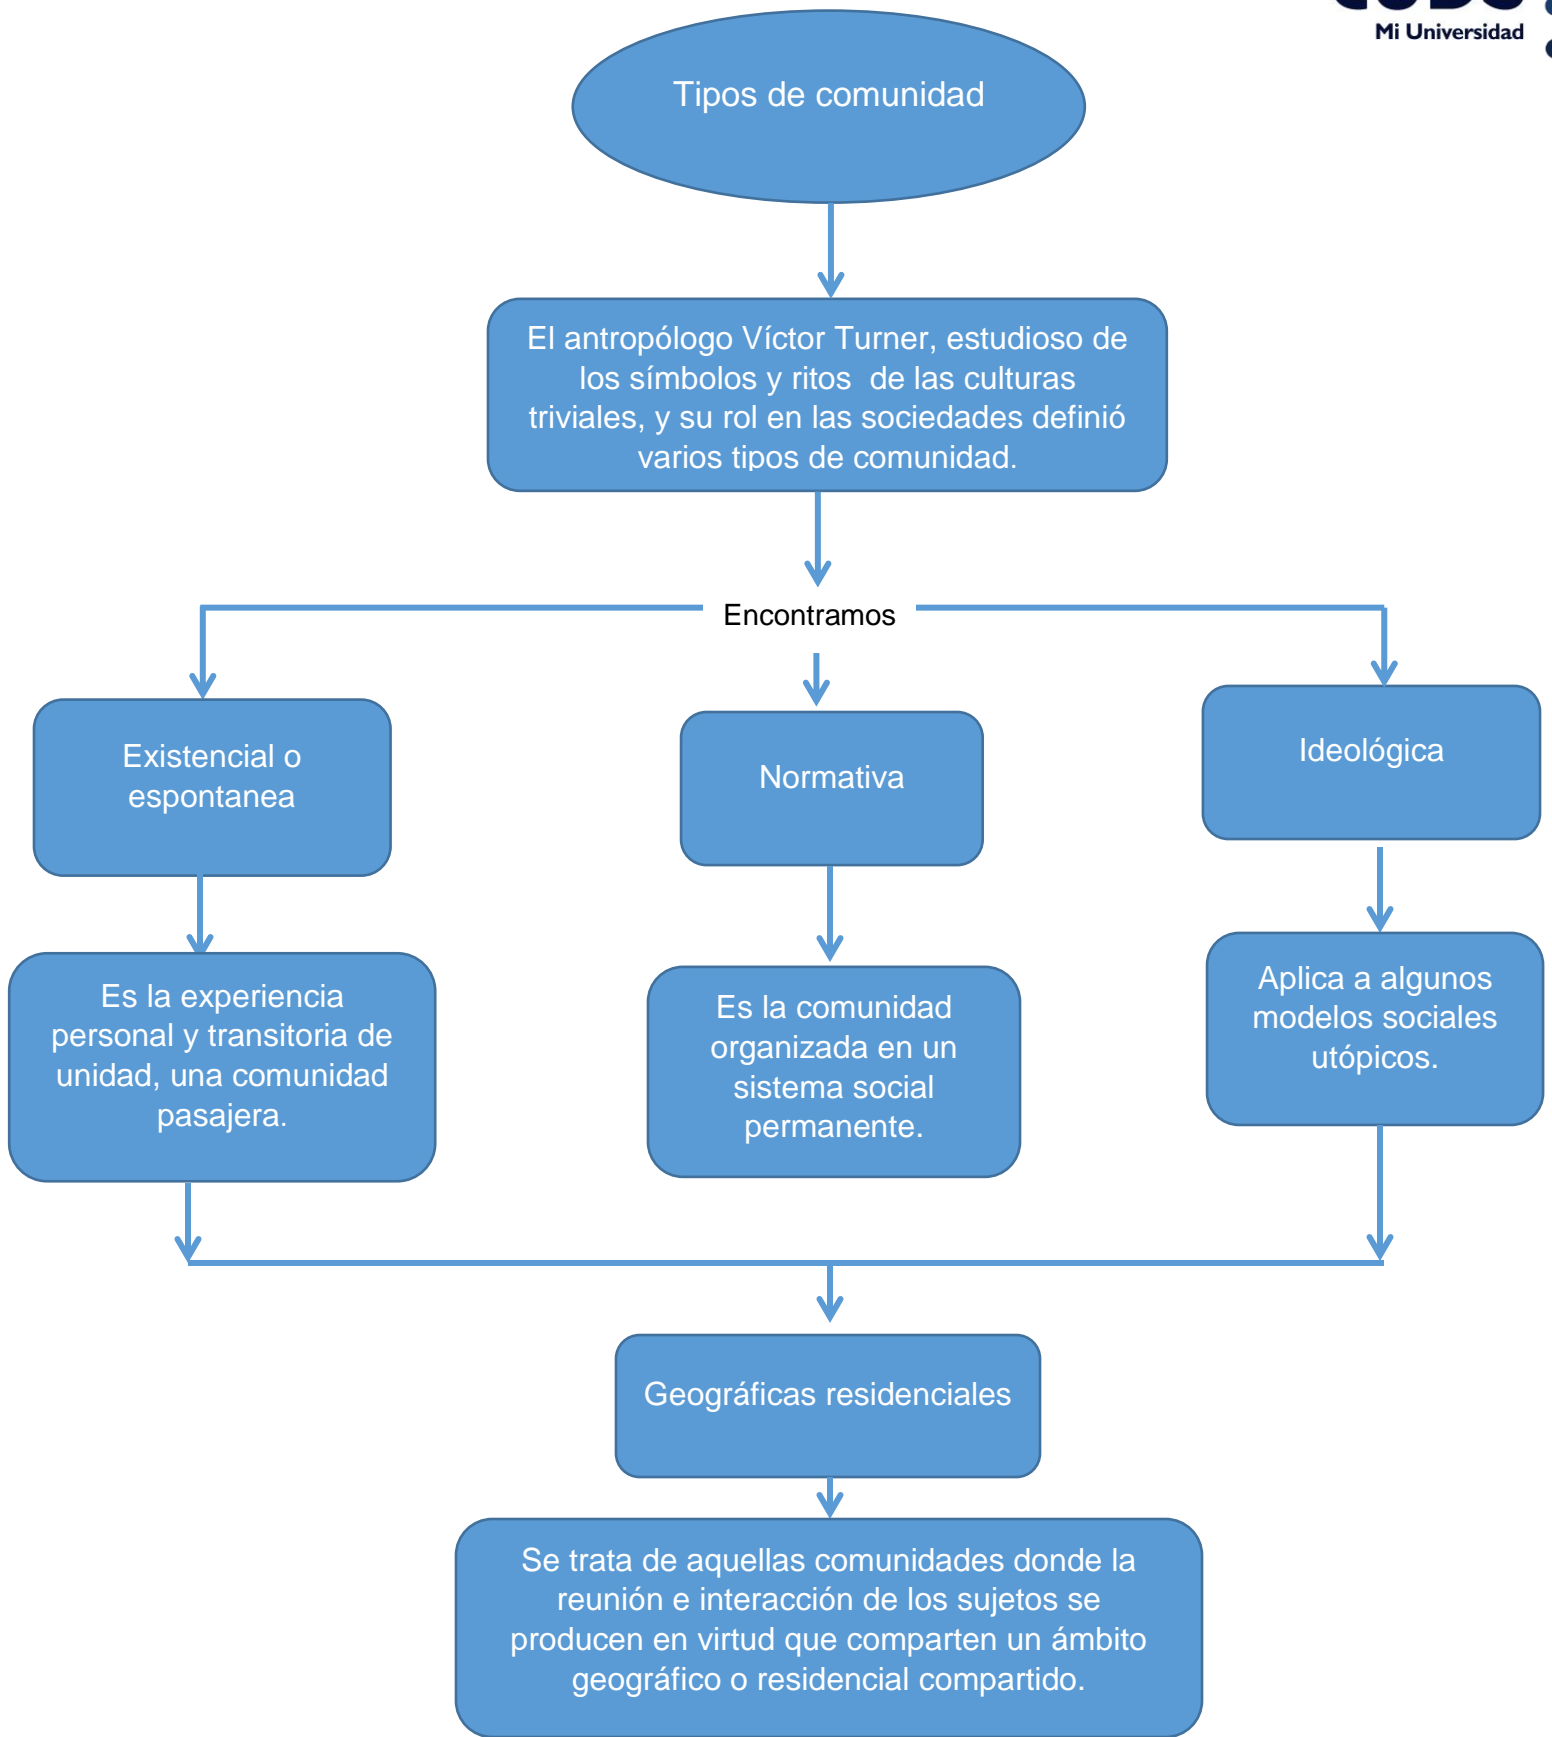 Mi Universidad
Tipos de comunidad
El antropólogo Víctor Turner, estudioso de
los símbolos y ritos  de las culturas
triviales, y su rol en las sociedades definió
varios tipos de comunidad.
Encontramos
Existencial o
espontanea
Normativa
Ideológica
Es la experiencia
personal y transitoria de
unidad, una comunidad
pasajera.
Es la comunidad
organizada en un
sistema social
permanente.
Aplica a algunos
modelos sociales
utópicos.
Geográficas residenciales
Se trata de aquellas comunidades donde la
reunión e interacción de los sujetos se
producen en virtud que comparten un ámbito
geográfico o residencial compartido.